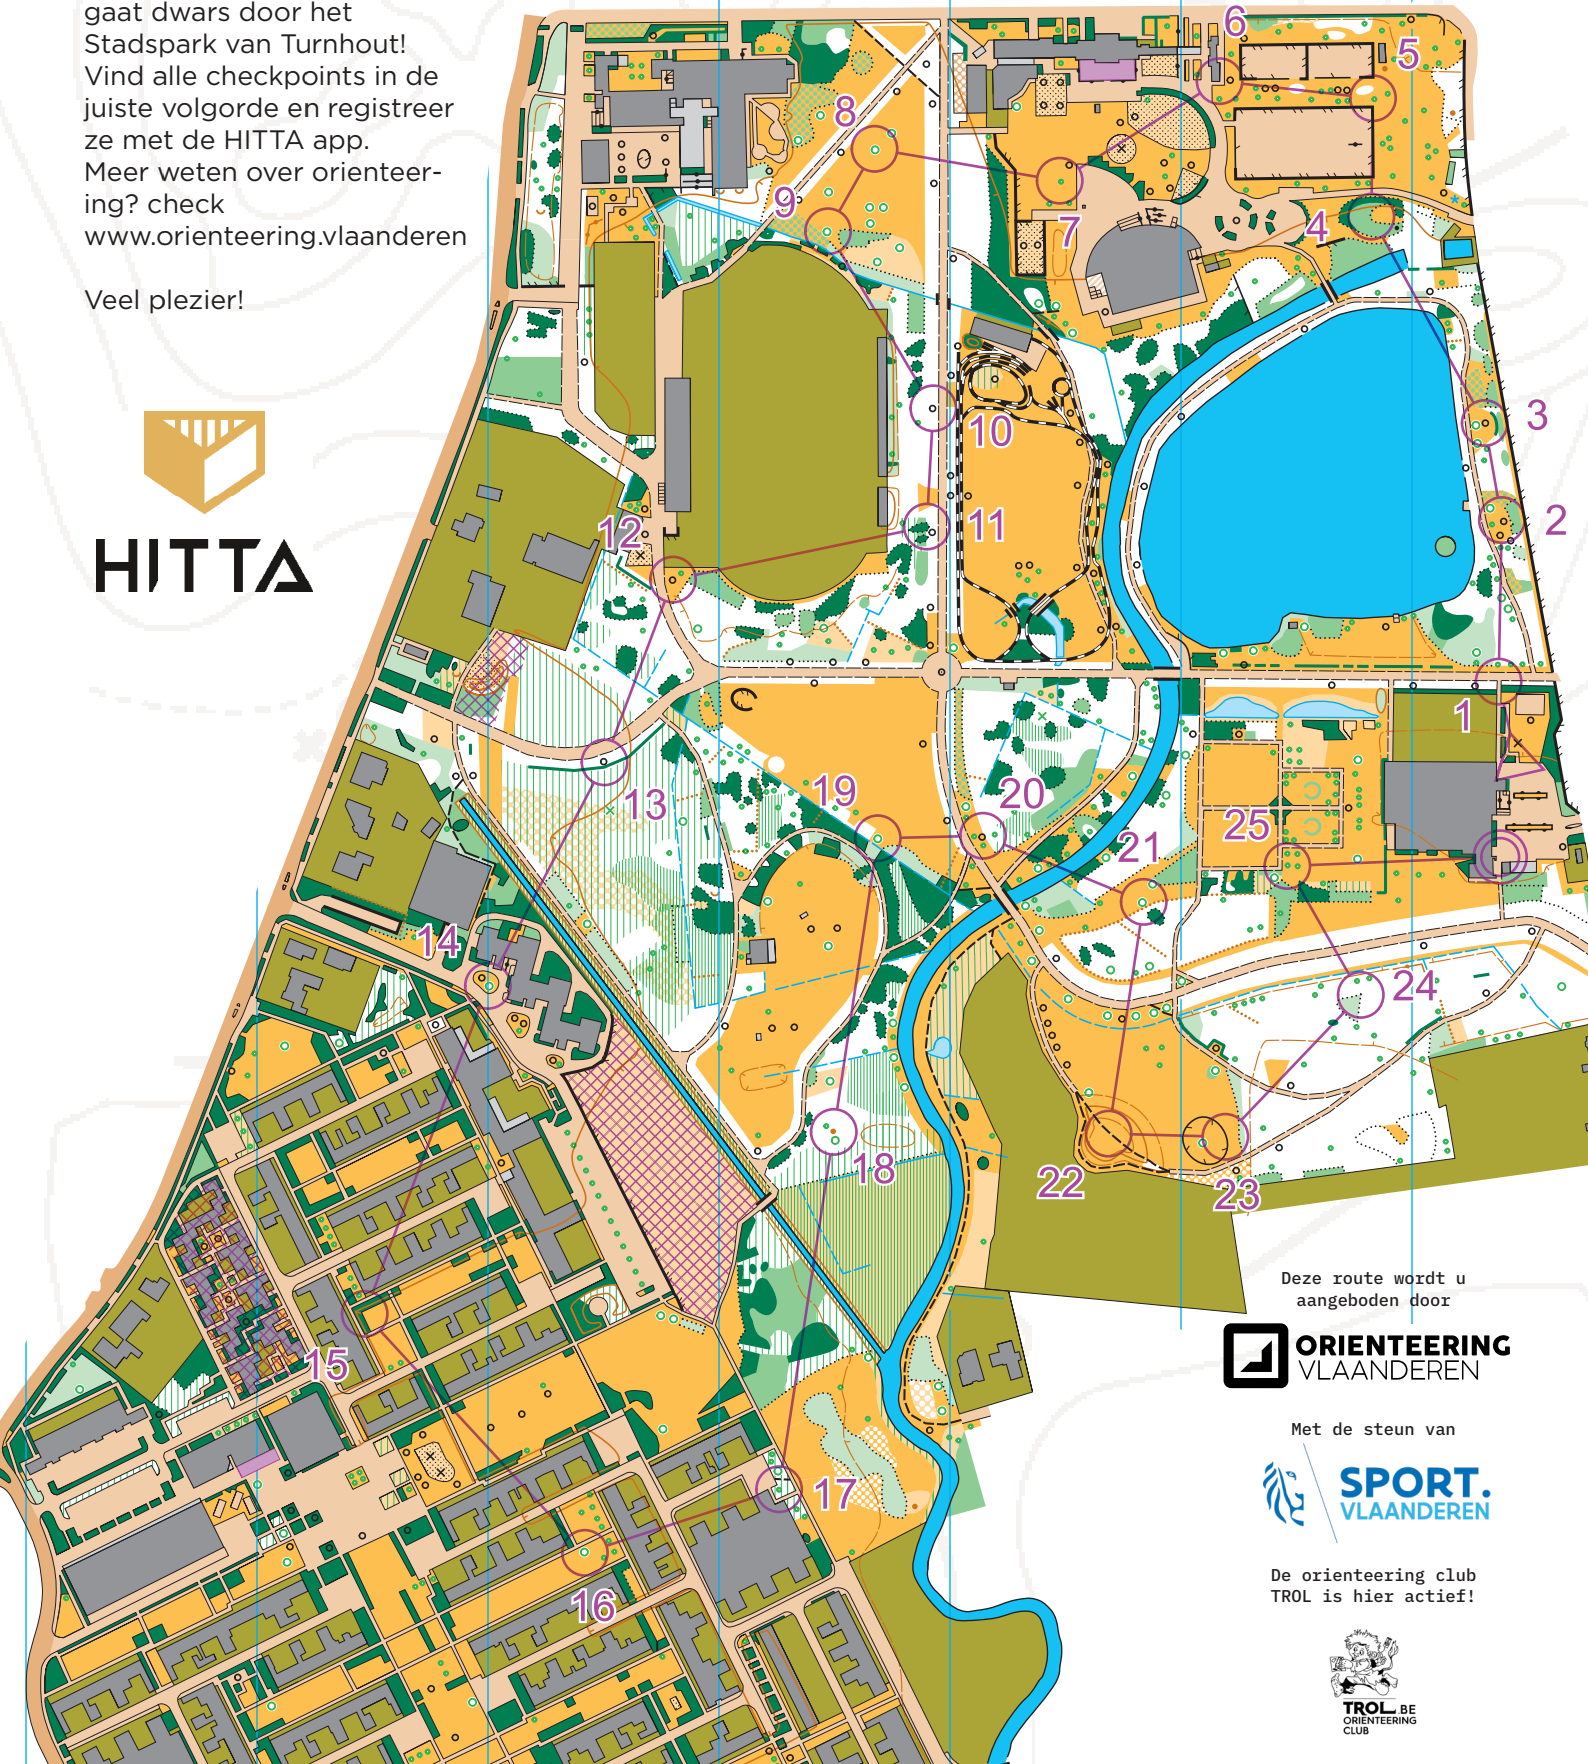 gaat dwars door het
Stadspark van Turnhout!
Vind alle checkpoints in de
juiste volgorde en registreer
ze met de HITTA app.
Meer weten over orienteer-
ing? check
www.orienteering.vlaanderen
Veel plezier!
HITTA
6
5
8
9
7
4
3
10
2
11
12
1
13
19
20
25
21
14
24
18
22
23
15
17
16
Deze route wordt u
aangeboden door
ORIENTEERING
VLAANDEREN
Met de steun van
SPORT.
VLAANDEREN
De orienteering club
TROL is hier actief!
TROL.BE
ORIENTEERING
CLUB